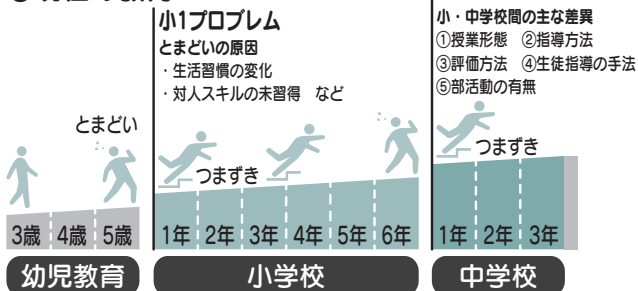 小1プロブレム
とまどいの原因
・生活習慣の変化
・対人スキルの未習得 など
小・中学校間の主な差異
①授業形態 ②指導方法
③評価方法 ④生徒指導の手法
⑤部活動の有無
とまどい
つまずき
つまずき
3歳 4歳 5歳
1年 2年 3年 4年 5年 6年
1年 2年 3年
幼児教育
小学校
中学校